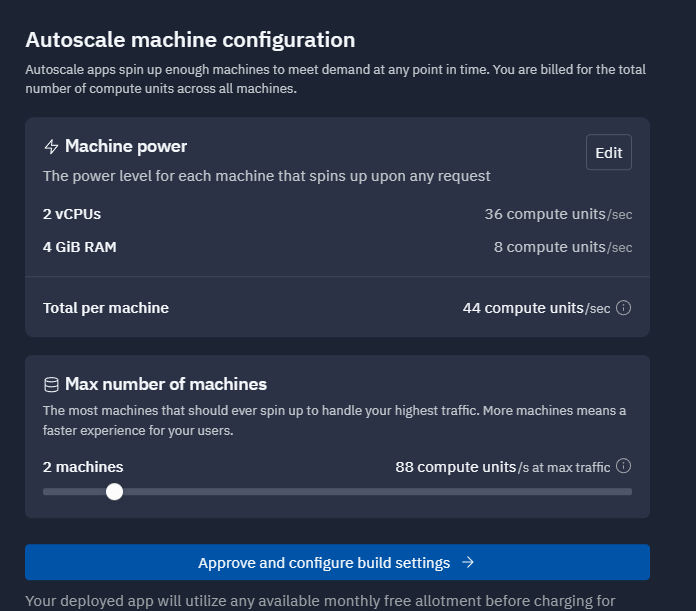 Autoscale machine configuration
Autoscale apps spin up enough machines to meet demand at any point in time. You are billed for the total
number of compute units across all machines.
Machine power
Edit
The power level for each machine that spins up upon any request
2 vCPUs 36 compute units/sec
4 GiB RAM 8 compute units/sec
Total per machine 44 compute units/sec
Max number of machines
The most machines that should ever spin up to handle your highest traffic. More machines means a
faster experience for your users.
2 machines 88 compute units/s at max traffic
Approve and configure build settings
Your deployed app will utilize any available monthly free allotment before charging for